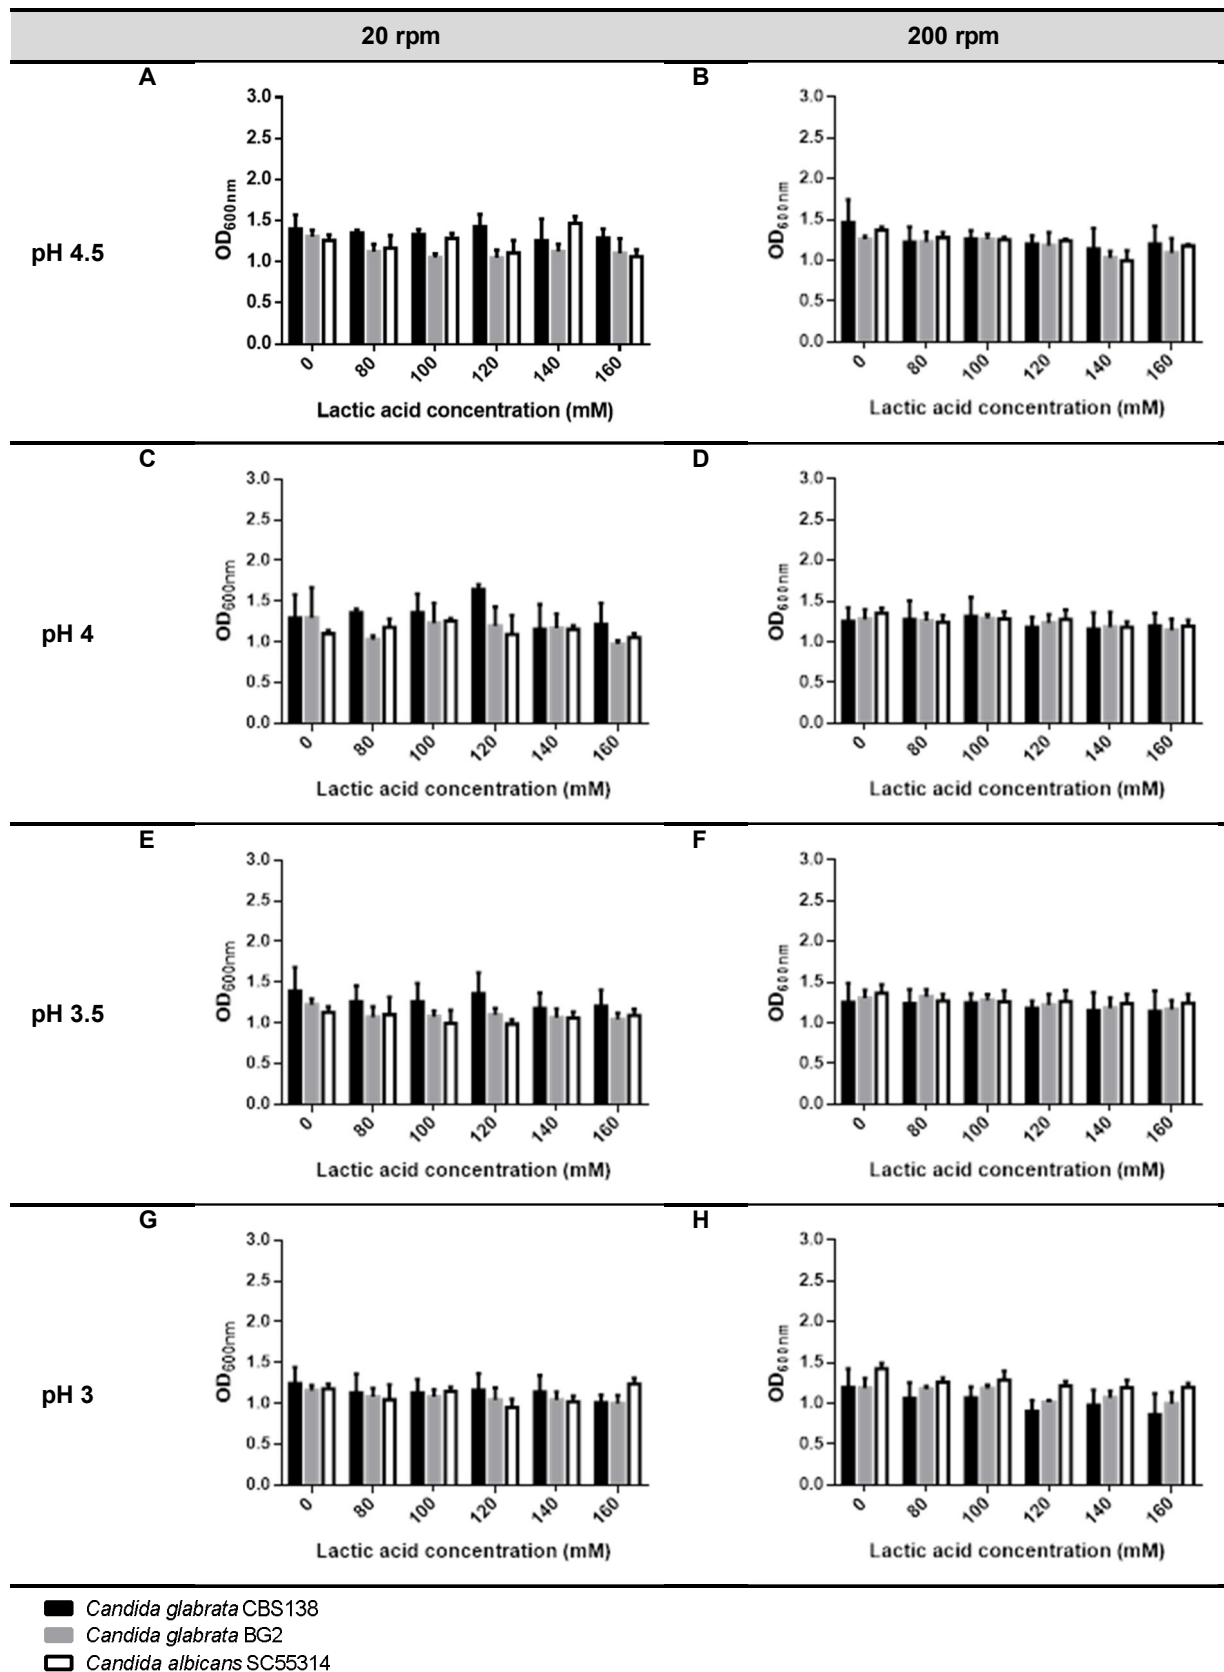 20 rpm 200 rpm
A B
pH 4.5
3.0
2.5
2.0
1.5
1.0
0.5
0.0
OD600nm
0 80 100 120 140 160
Lactic acid concentration (mM)
3.0
2.5
2.0
1.5
1.0
0.5
0.0
OD600nm
0 80 100 120 140 160
Lactic acid concentration (mM)
C D
pH 4
3.0
2.5
2.0
1.5
1.0
0.5
0.0
OD600nm
0 80 100 120 140 160
Lactic acid concentration (mM)
3.0
2.5
2.0
1.5
1.0
0.5
0.0
OD600nm
0 80 100 120 140 160
Lactic acid concentration (mM)
E F
pH 3.5
3.0
2.5
2.0
1.5
1.0
0.5
0.0
OD600nm
0 80 100 120 140 160
Lactic acid concentration (mM)
3.0
2.5
2.0
1.5
1.0
0.5
0.0
OD600nm
0 80 100 120 140 160
Lactic acid concentration (mM)
G H
pH 3
3.0
2.5
2.0
1.5
1.0
0.5
0.0
OD600nm
0 80 100 120 140 160
Lactic acid concentration (mM)
3.0
2.5
2.0
1.5
1.0
0.5
0.0
OD600nm
0 80 100 120 140 160
Lactic acid concentration (mM)
Candida glabrata CBS138
Candida glabrata BG2
Candida albicans SC55314